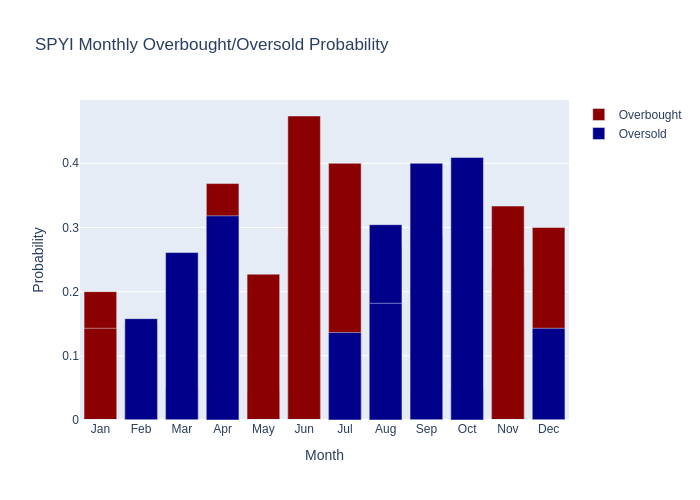 SPYI Monthly Overbought/Oversold Probability
Overbought
Oversold
Probability
0.4
0.3
0.2
0.1
0
Jan Feb Mar Apr May Jun Jul Aug Sep Oct Nov Dec
Month